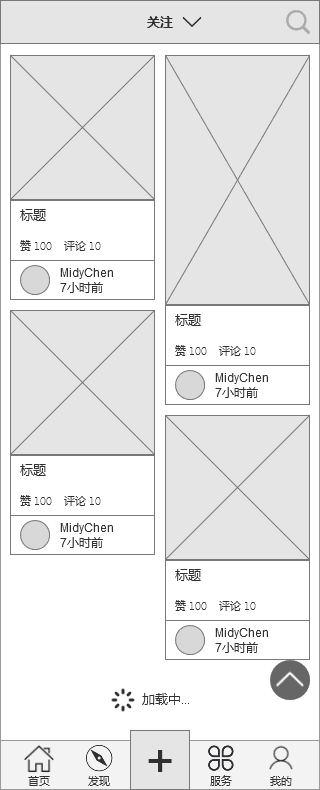 关注
标题
赞 100 评论 10
MidyChen
7小时前
标题
赞 100 评论 10
MidyChen
7小时前
标题
赞 100 评论 10
MidyChen
7小时前
标题
赞 100 评论 10
MidyChen
7小时前
加载中...
首页 发现 服务 我的